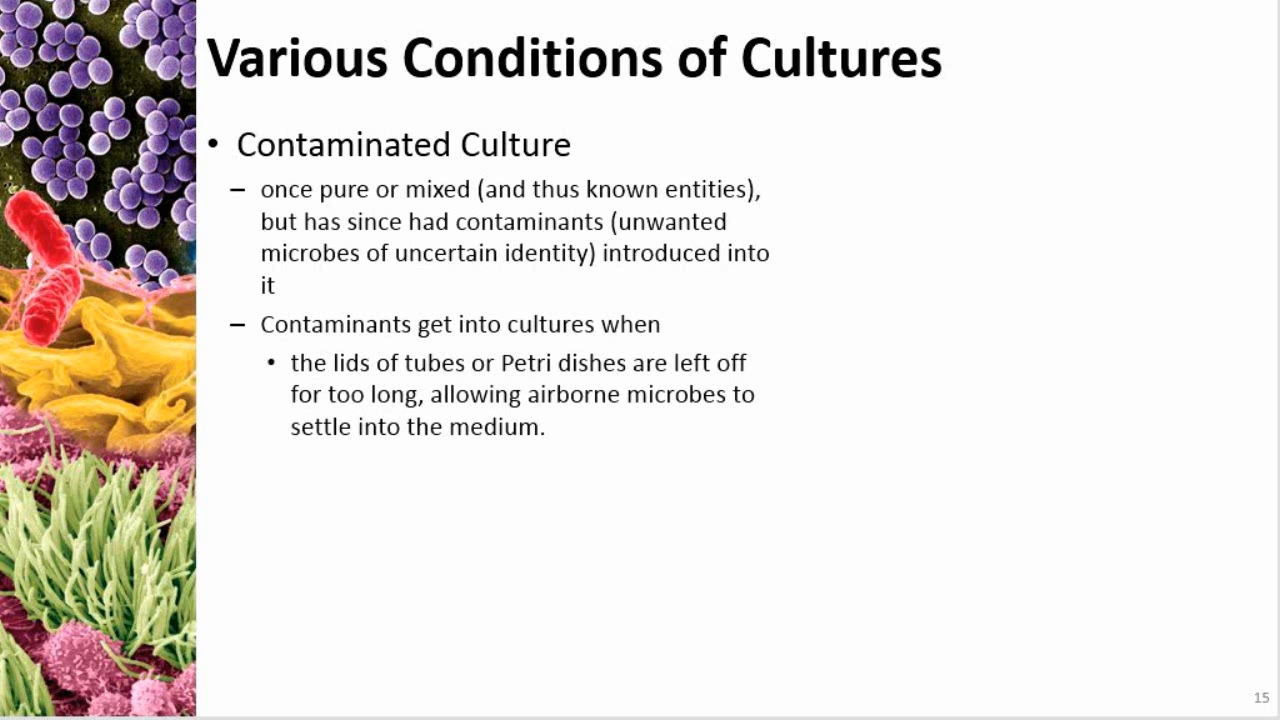 Various Conditions of Cultures
• Contaminated Culture
– once pure or mixed (and thus known entities),
but has since had contaminants (unwanted
microbes of uncertain identity) introduced into
it
– Contaminants get into cultures when
• the lids of tubes or Petri dishes are left off
for too long, allowing airborne microbes to
settle into the medium.
15